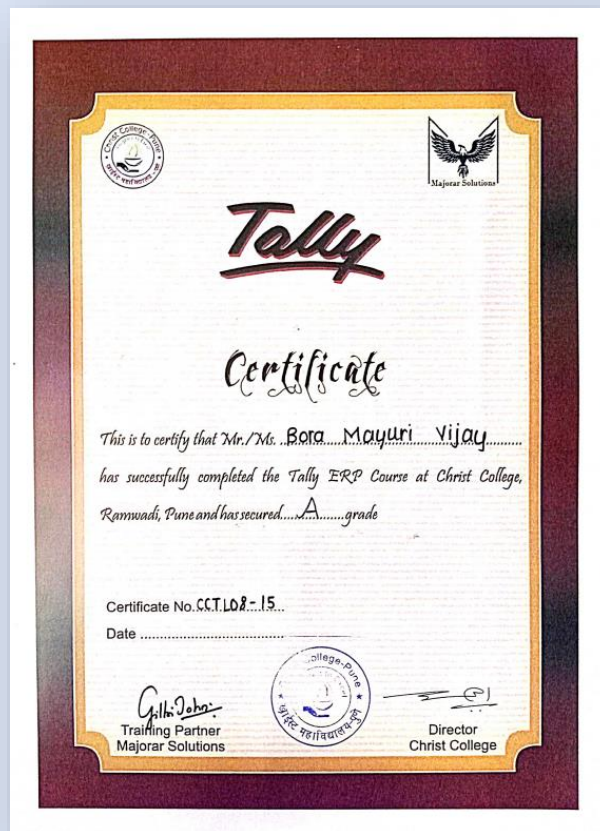 Christ College-Pune
Majorar Solutions
Tally
Certificate
This is to certify that Mr./Ms. Bora Mayuri Vijay
has successfully completed the Tally ERP Course at Christ College,
Ramwadi, Pune and has secured.....A......grade
Certificate No. CCTL08-15
Date ......................................
College-Pune
Training Partner
Majorar Solutions
Director
Christ College